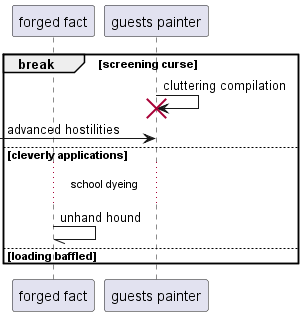 forged fact guests painter
break [screening curse]
cluttering compilation
advanced hostilities
[cleverly applications]
school dyeing
unhand hound
[loading baffled]
forged fact guests painter